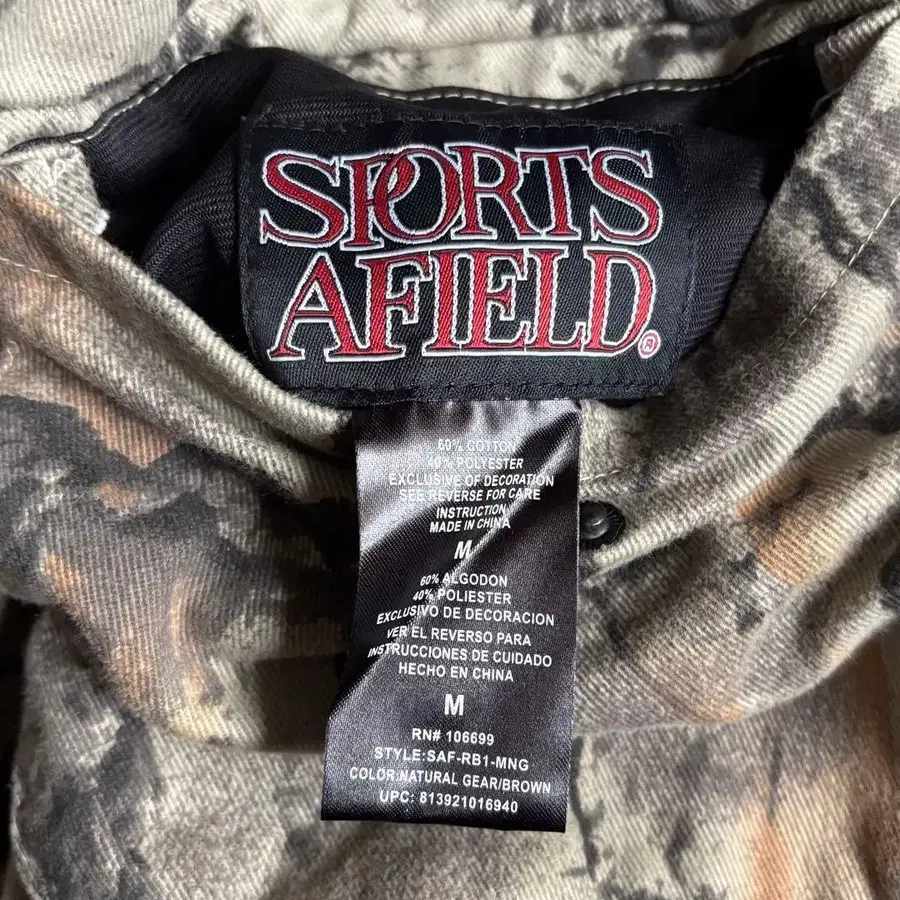 SPORTS
AFIELD®
60% COTTON
40% POLYESTER
EXCLUSIVE OF DECORATION
SEE REVERSE FOR CARE
INSTRUCTION
MADE IN CHINA
M
60% ALGODON
40% POLIESTER
EXCLUSIVO DE DECORACION
VER EL REVERSO PARA
INSTRUCCIONES DE CUIDADO
HECHO EN CHINA
M
RN# 106699
STYLE:SAF-RB1-MNG
COLOR:NATURAL GEAR/BROWN
UPC: 813921016940